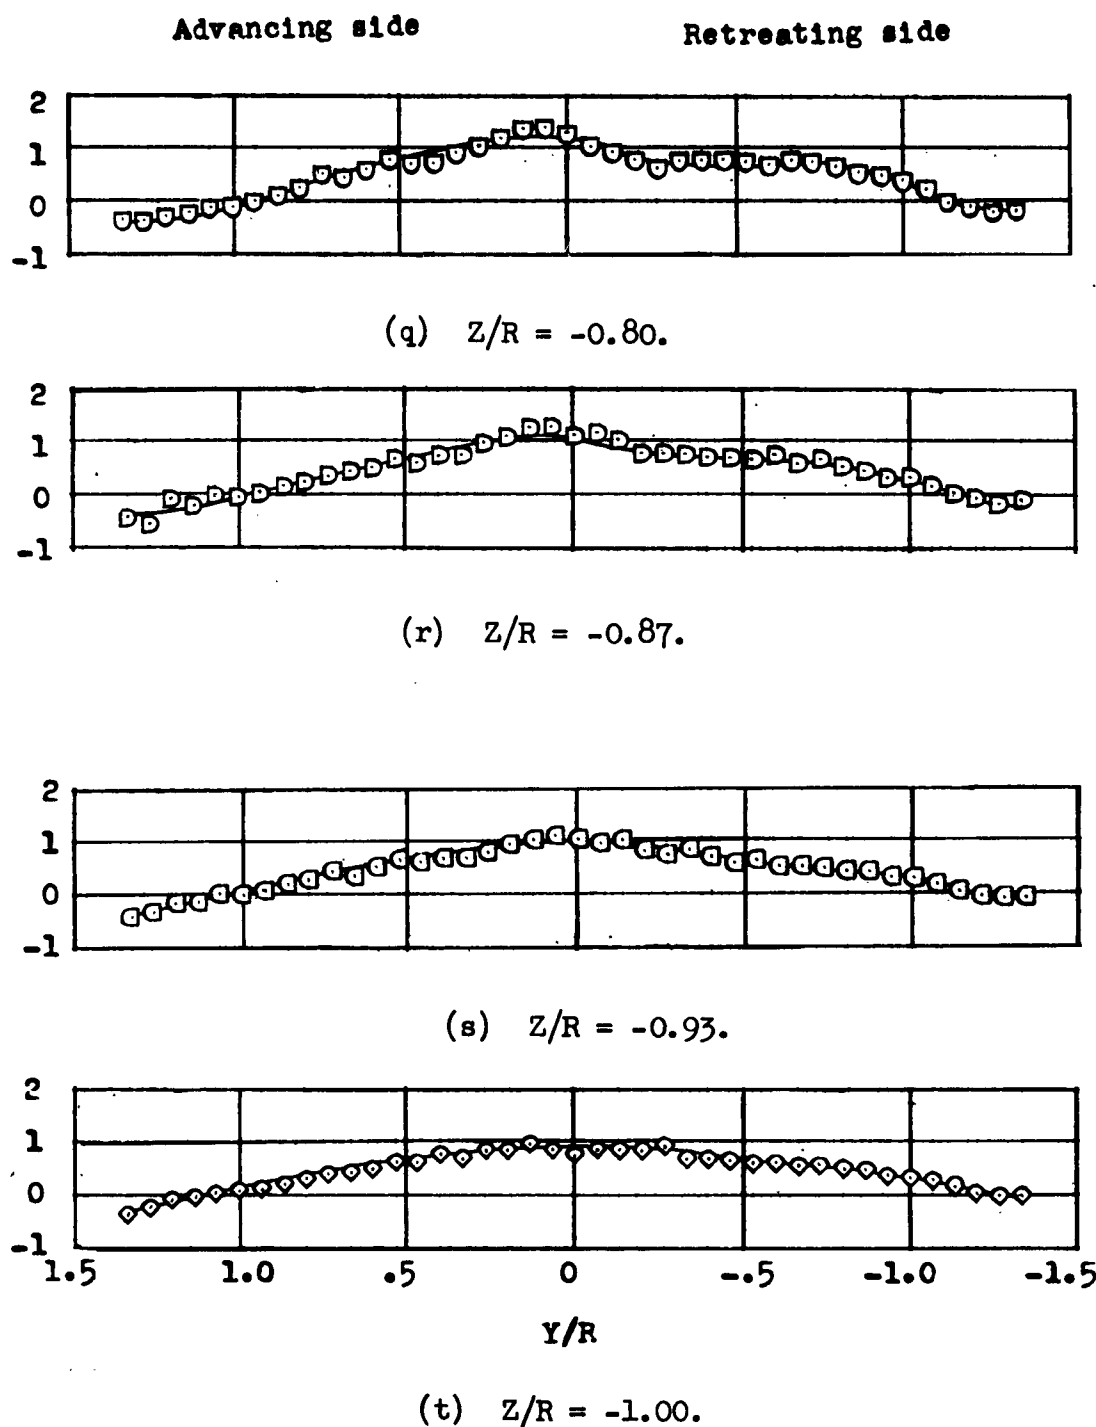 Advancing side Retreating side
2
1
0
-1
(q) Z/R = -0.80.
2
1
0
-1
(r) Z/R = -0.87.
2
1
0
-1
(s) Z/R = -0.93.
2
1
0
-1
1.5 1.0 .5 0 -.5 -1.0 -1.5
Y/R
(t) Z/R = -1.00.